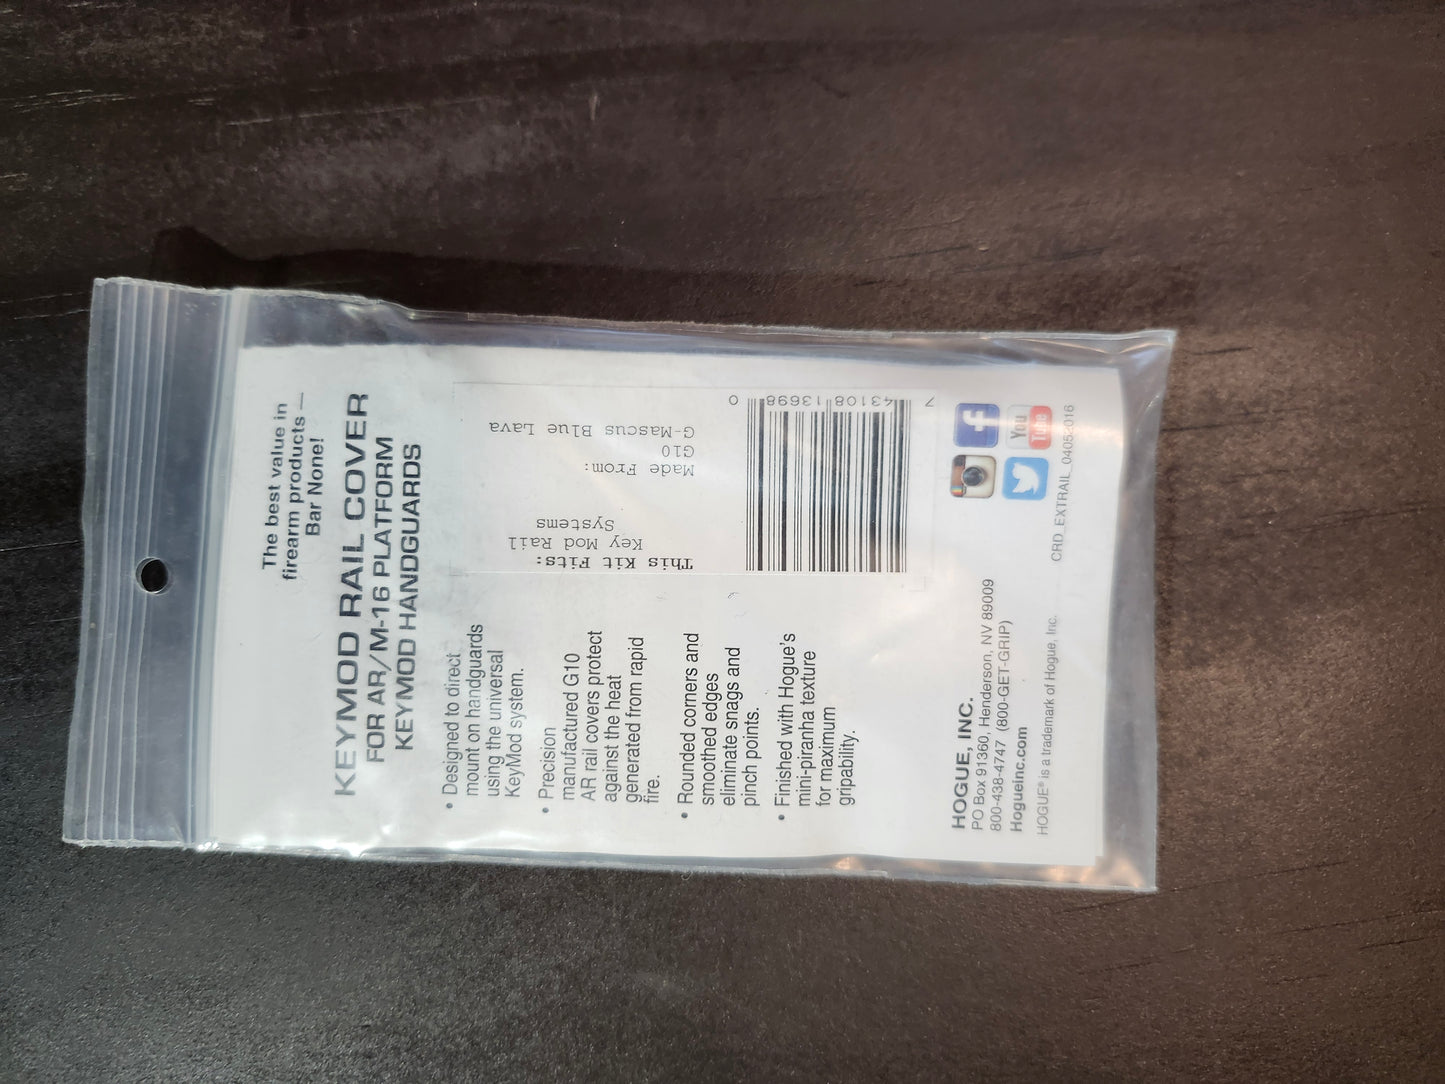 The best value in
firearm products —
Bar None!
KEYMOD RAIL COVER
FOR AR/M-16 PLATFORM
KEYMOD HANDGUARDS
• Designed to direct
mount on handguards
using the universal
KeyMod system.
• Precision
manufactured G10
AR rail covers protect
against the heat
generated from rapid
fire.
• Rounded corners and
smoothed edges
eliminate snags and
pinch points.
• Finished with Hogue's
mini-piranha texture
for maximum
gripability.
This Kit Fits:
Key Mod Rail
Systems
Made From:
G10
G-Mascus Blue Lava
7 43108 13698 0
HOGUE, INC.
PO Box 91360, Henderson, NV 89009
800-438-4747 (800-GET-GRIP)
Hogueinc.com
HOGUE® is a trademark of Hogue, Inc.
f
You
Tube
CRD_EXTRAIL_04052016